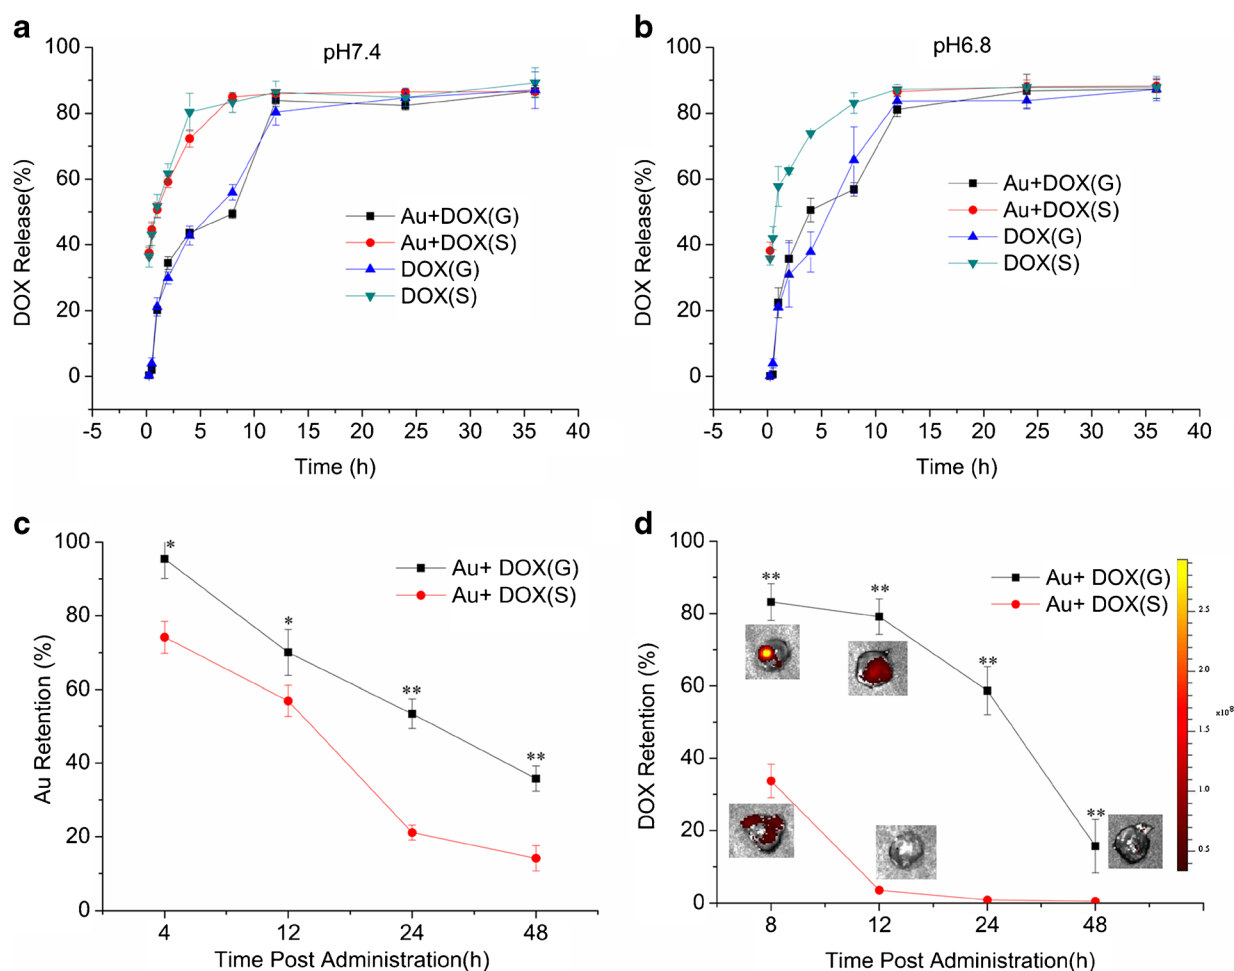 a
pH7.4
100
80
60
40
20
0
-5 0 5 10 15 20 25 30 35 40
DOX Release(%)
Time (h)
Au+DOX(G)
Au+DOX(S)
DOX(G)
DOX(S)
b
pH6.8
100
80
60
40
20
0
-5 0 5 10 15 20 25 30 35 40
DOX Release(%)
Time (h)
Au+DOX(G)
Au+DOX(S)
DOX(G)
DOX(S)
c
100
80
60
40
20
0
4 12 24 48
Au Retention (%)
Time Post Administration(h)
Au+ DOX(G)
Au+ DOX(S)
*
*
**
**
d
100
80
60
40
20
0
8 12 24 48
DOX Retention (%)
Time Post Administration(h)
Au+ DOX(G)
Au+ DOX(S)
**
**
**
**
2.5
2.0
x10⁸
1.5
1.0
0.5